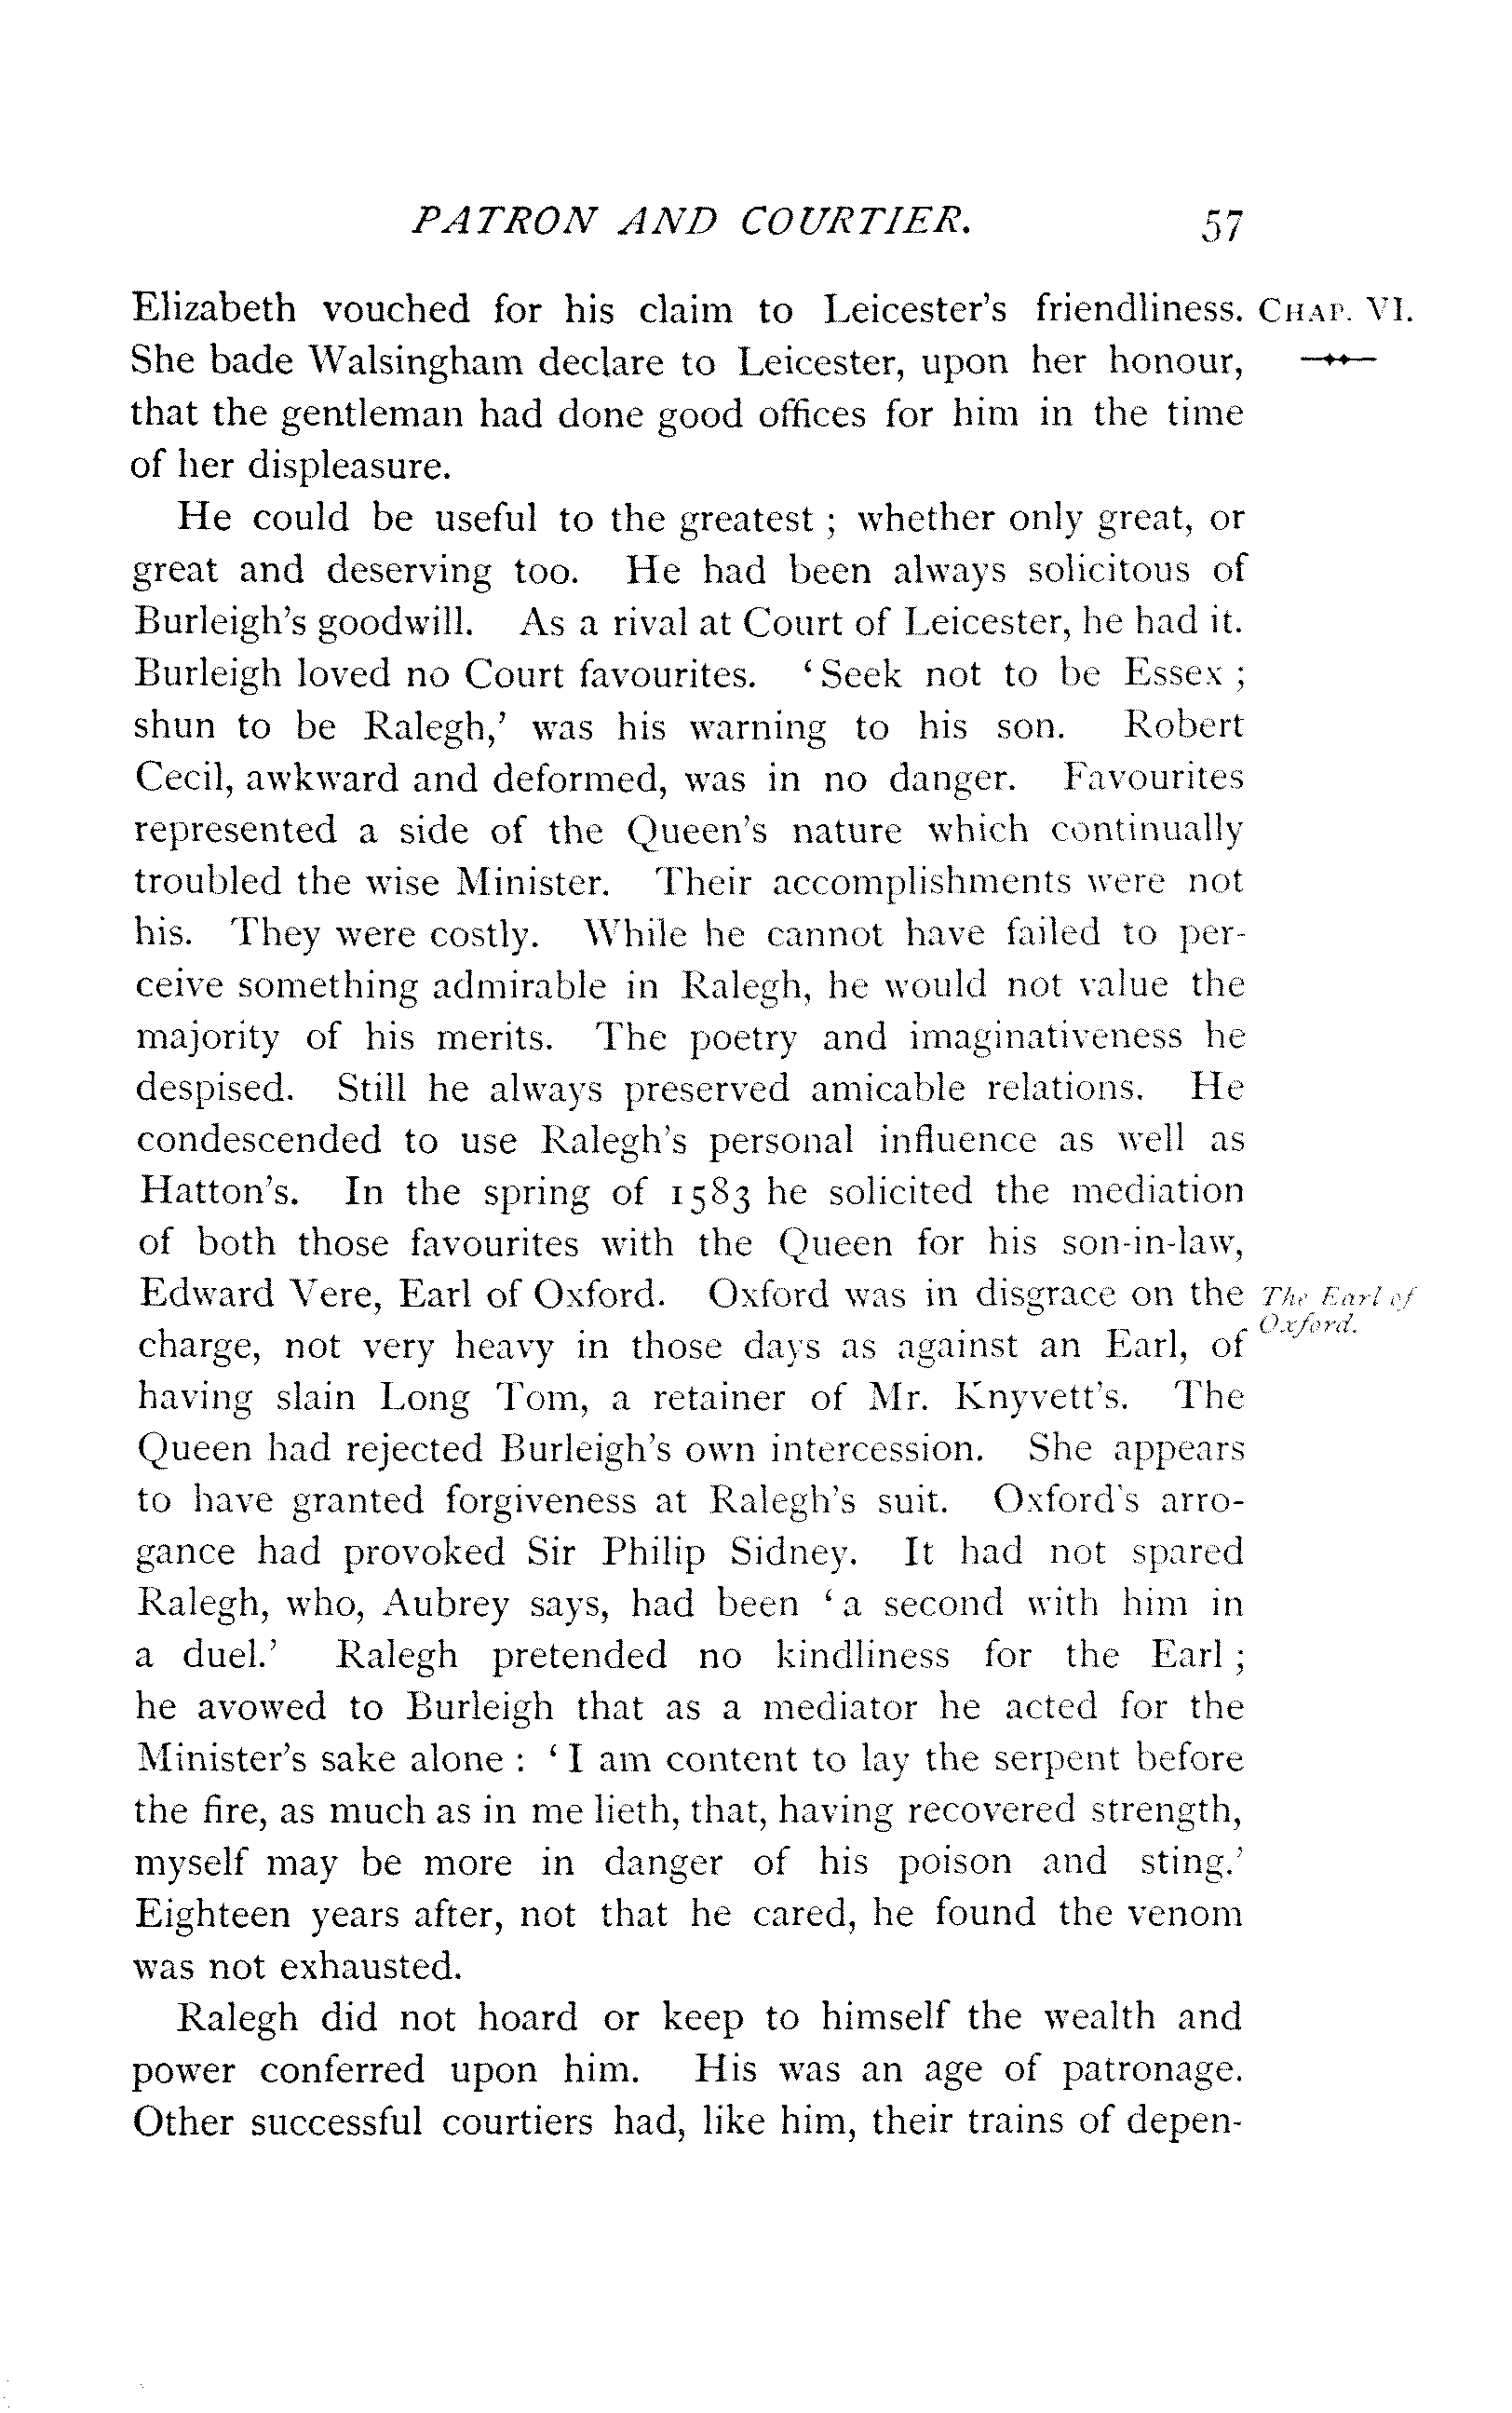 PATRON AND COURTIER. 57
Elizabeth vouched for his claim to Leicester's friendliness. CHAP. VI.
She bade Walsingham declare to Leicester, upon her honour,
that the gentleman had done good offices for him in the time
of her displeasure.
He could be useful to the greatest ; whether only great, or
great and deserving too. He had been always solicitous of
Burleigh's goodwill. As a rival at Court of Leicester, he had it.
Burleigh loved no Court favourites. ‘Seek not to be Essex ;
shun to be Ralegh,’ was his warning to his son. Robert
Cecil, awkward and deformed, was in no danger. Favourites
represented a side of the Queen's nature which continually
troubled the wise Minister. Their accomplishments were not
his. They were costly. While he cannot have failed to per-
ceive something admirable in Ralegh, he would not value the
majority of his merits. The poetry and imaginativeness he
despised. Still he always preserved amicable relations. He
condescended to use Ralegh's personal influence as well as
Hatton's. In the spring of 1583 he solicited the mediation
of both those favourites with the Queen for his son-in-law,
Edward Vere, Earl of Oxford. Oxford was in disgrace on the The Earl of
Oxford.
charge, not very heavy in those days as against an Earl, of
having slain Long Tom, a retainer of Mr. Knyvett's. The
Queen had rejected Burleigh's own intercession. She appears
to have granted forgiveness at Ralegh's suit. Oxford's arro-
gance had provoked Sir Philip Sidney. It had not spared
Ralegh, who, Aubrey says, had been ‘a second with him in
a duel.’ Ralegh pretended no kindliness for the Earl ;
he avowed to Burleigh that as a mediator he acted for the
Minister's sake alone : ‘I am content to lay the serpent before
the fire, as much as in me lieth, that, having recovered strength,
myself may be more in danger of his poison and sting.’
Eighteen years after, not that he cared, he found the venom
was not exhausted.
Ralegh did not hoard or keep to himself the wealth and
power conferred upon him. His was an age of patronage.
Other successful courtiers had, like him, their trains of depen-